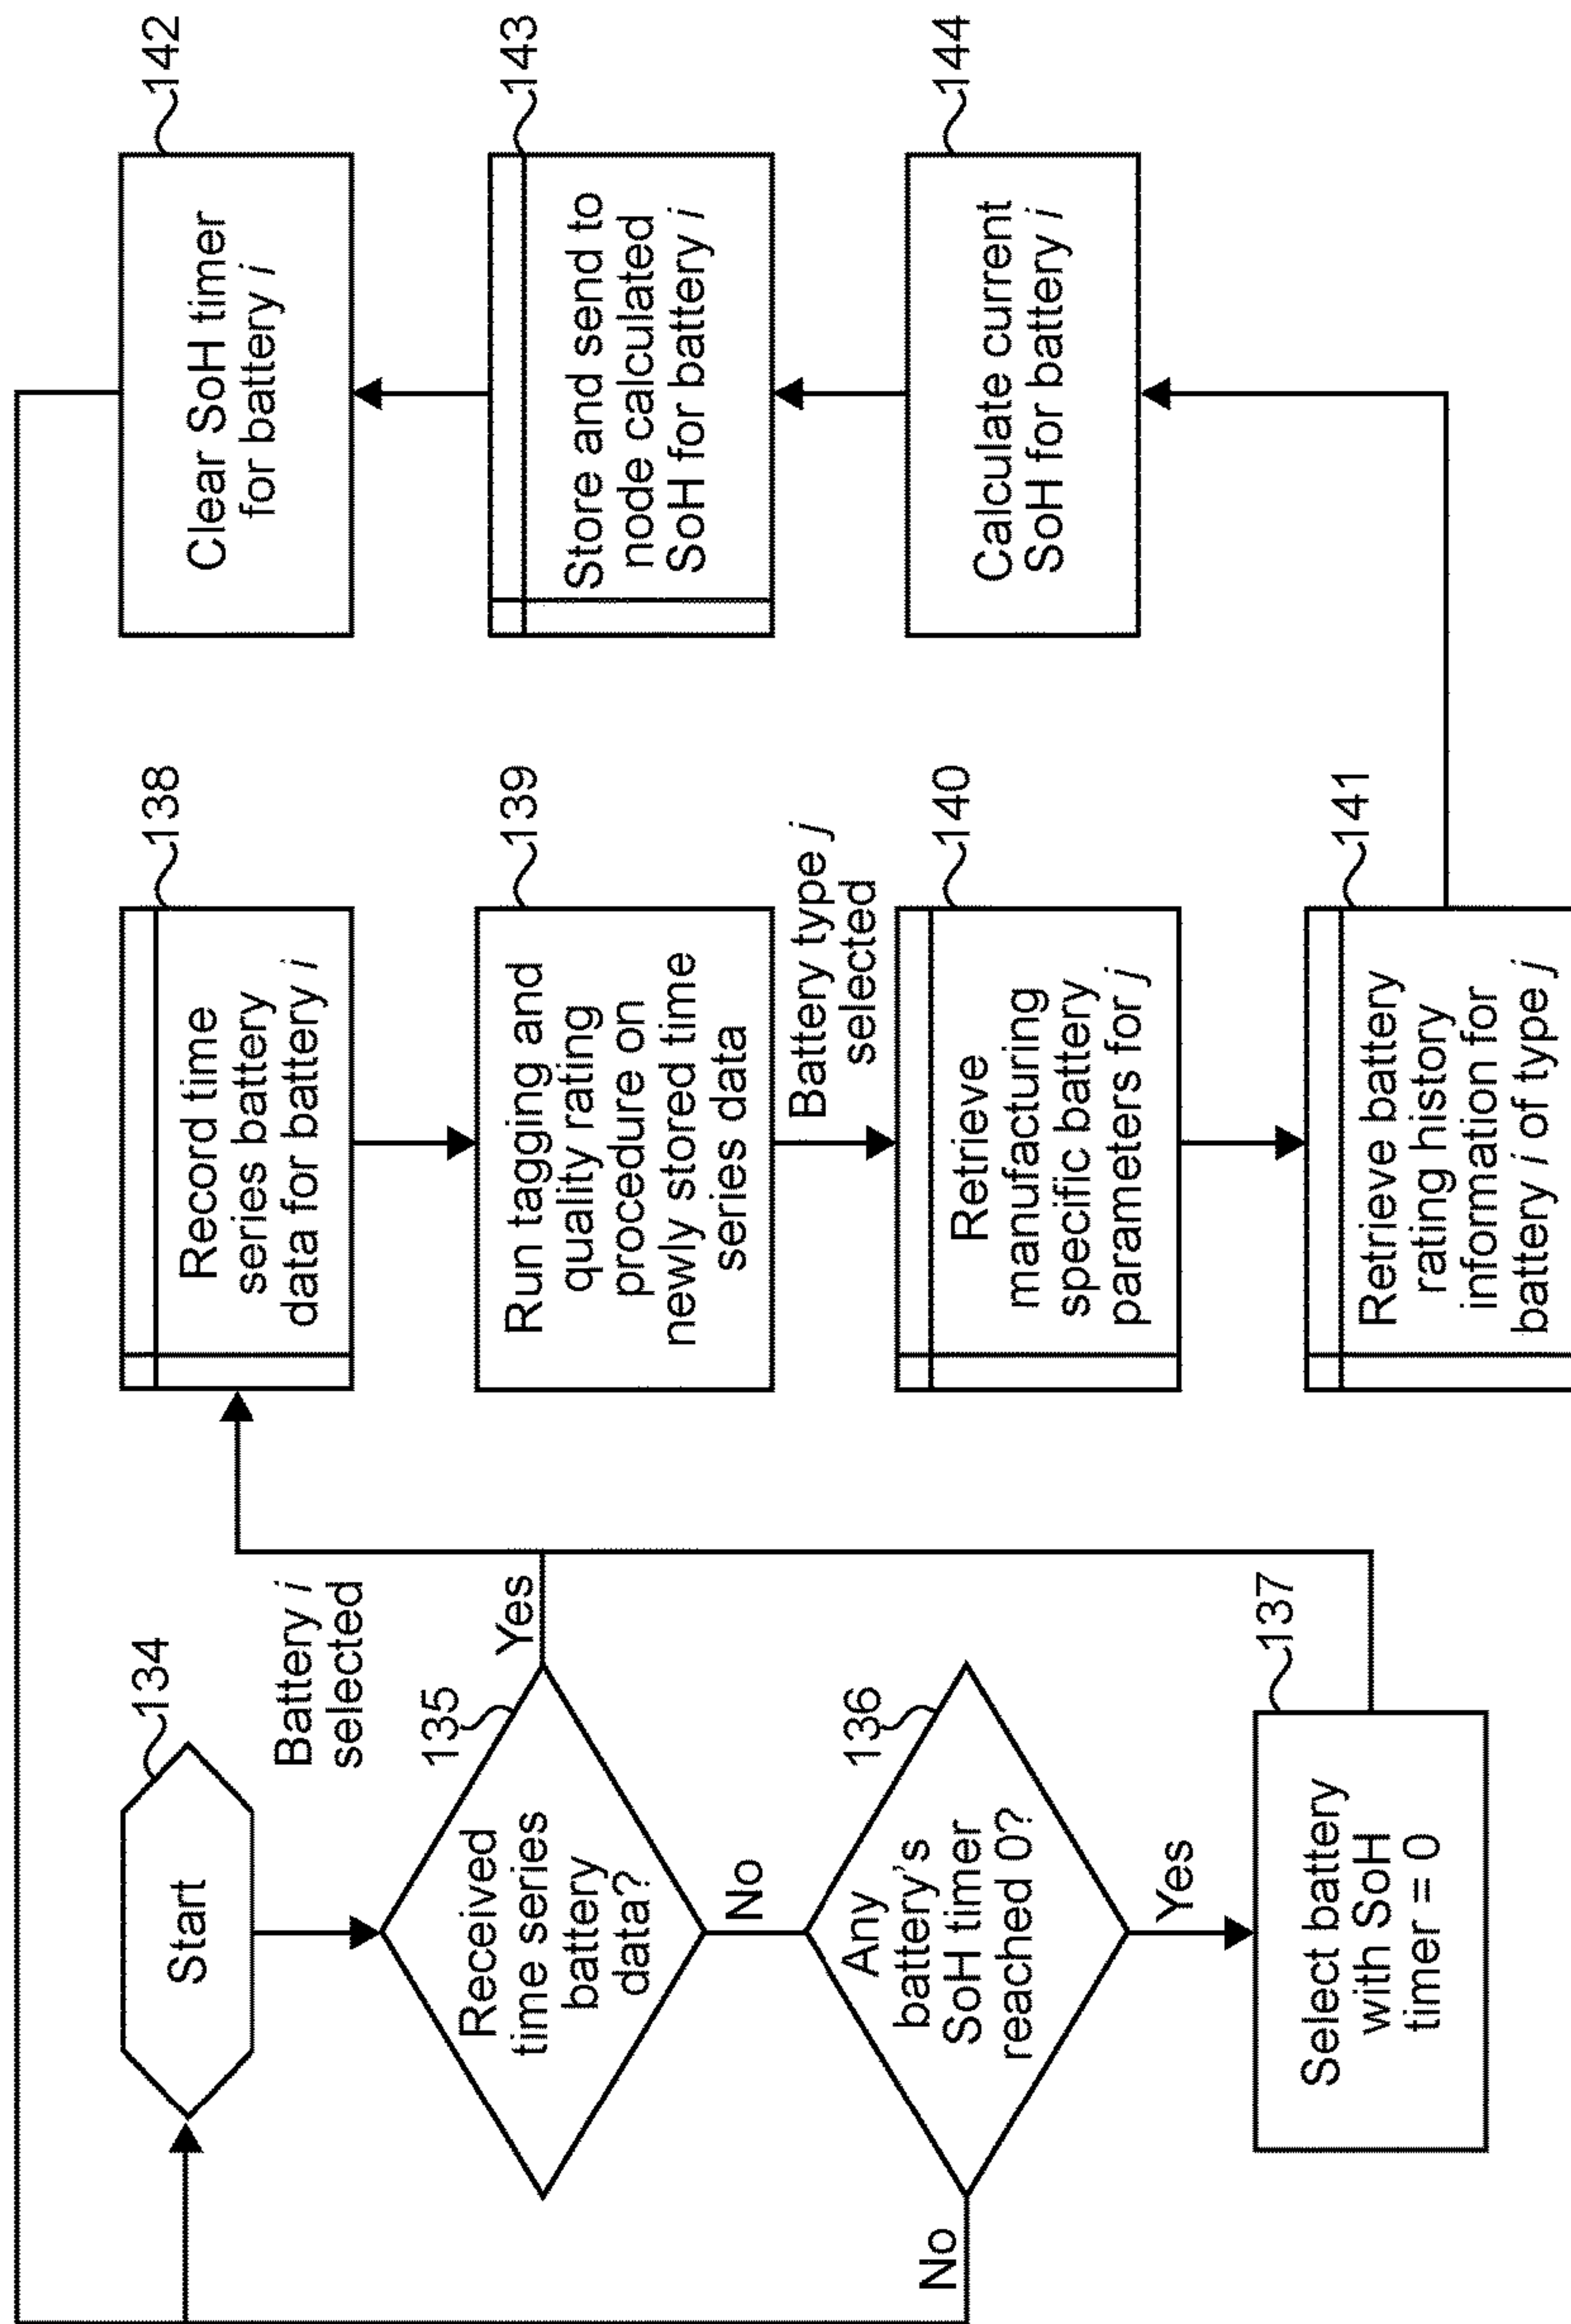 134
Start
Battery i
selected
135
Received
time series
battery
data?
Yes
No
136
Any
battery's
SoH timer
reached 0?
No
Yes
137
Select battery
with SoH
timer = 0
138
Record time
series battery
data for battery i
139
Run tagging and
quality rating
procedure on
newly stored time
series data
Battery type j
selected
140
Retrieve
manufacturing
specific battery
parameters for j
141
Retrieve battery
rating history
information for
battery i of type j
142
Clear SoH timer
for battery i
143
Store and send to
node calculated
SoH for battery i
144
Calculate current
SoH for battery i